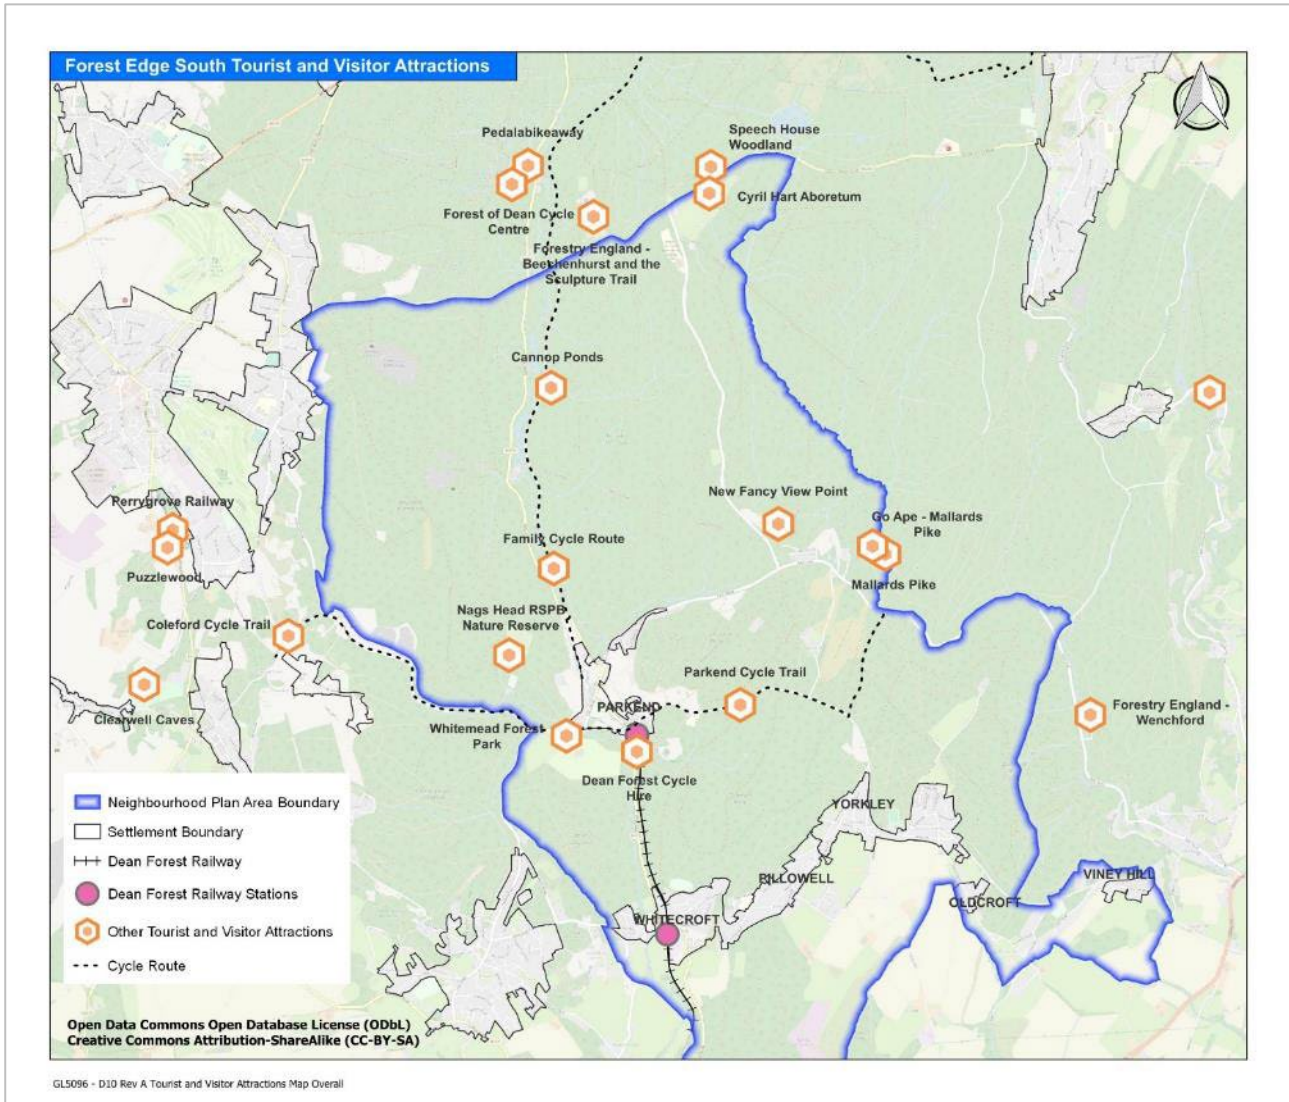 Forest Edge South Tourist and Visitor Attractions
Pedalabikeaway
Speech House
Woodland
Cyril Hart Aboretum
Forest of Dean Cycle
Centre
Forestry England -
Beechenhurst and the
Sculpture Trail
Cannop Ponds
Perrygrove Railway
Puzzlewood
New Fancy View Point
Go Ape - Mallards
Pike
Mallards Pike
Family Cycle Route
Nags Head RSPB
Nature Reserve
Coleford Cycle Trail
Clearwell Caves
Parkend Cycle Trail
PARKEND
Whitemead Forest
Park
Dean Forest Cycle
Hire
Forestry England -
Wenchford
YORKLEY
PILLOWELL
VINEY HILL
OLDCROFT
WHITECROFT
Neighbourhood Plan Area Boundary
Settlement Boundary
Dean Forest Railway
Dean Forest Railway Stations
Other Tourist and Visitor Attractions
Cycle Route
Open Data Commons Open Database License (ODbL)
Creative Commons Attribution-ShareAlike (CC-BY-SA)
GL5096 - D10 Rev A Tourist and Visitor Attractions Map Overall